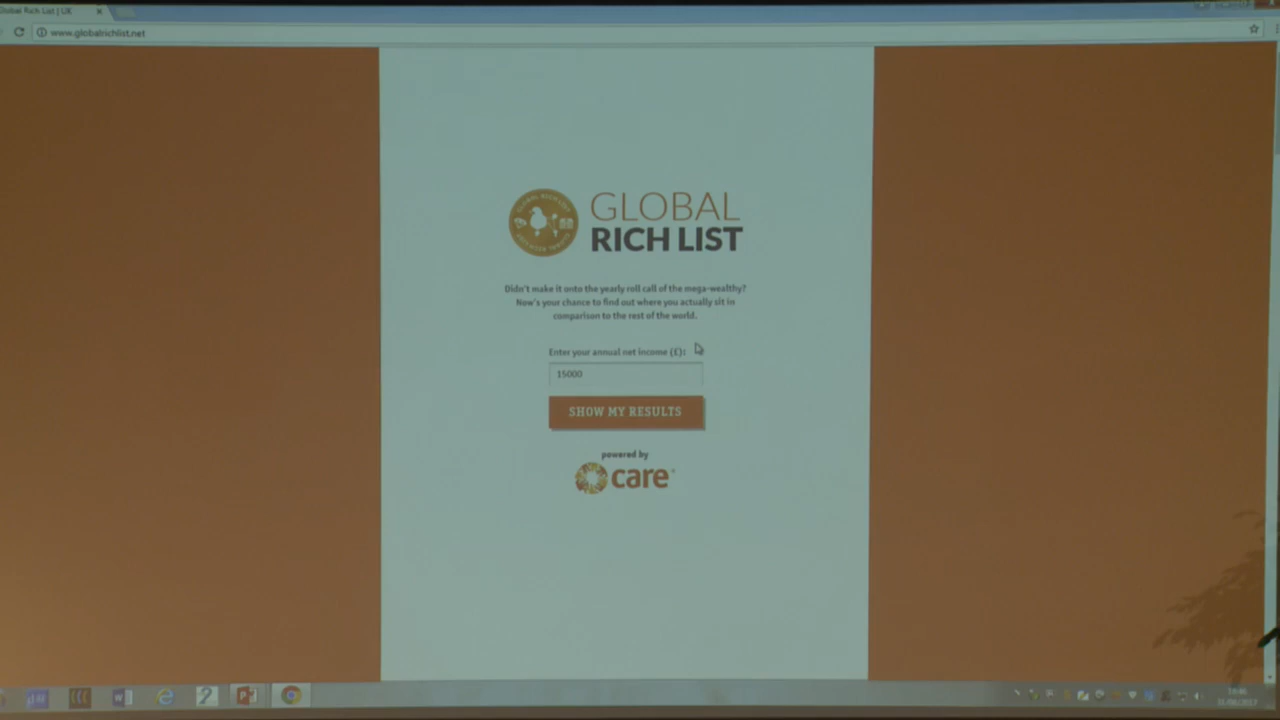 Global Rich List | UK
www.globalrichlist.net
GLOBAL
RICH LIST
Didn't make it onto the yearly roll call of the mega-wealthy?
Now's your chance to find out where you actually sit in
comparison to the rest of the world.
Enter your annual net income (£):
15000
SHOW MY RESULTS
powered by
care